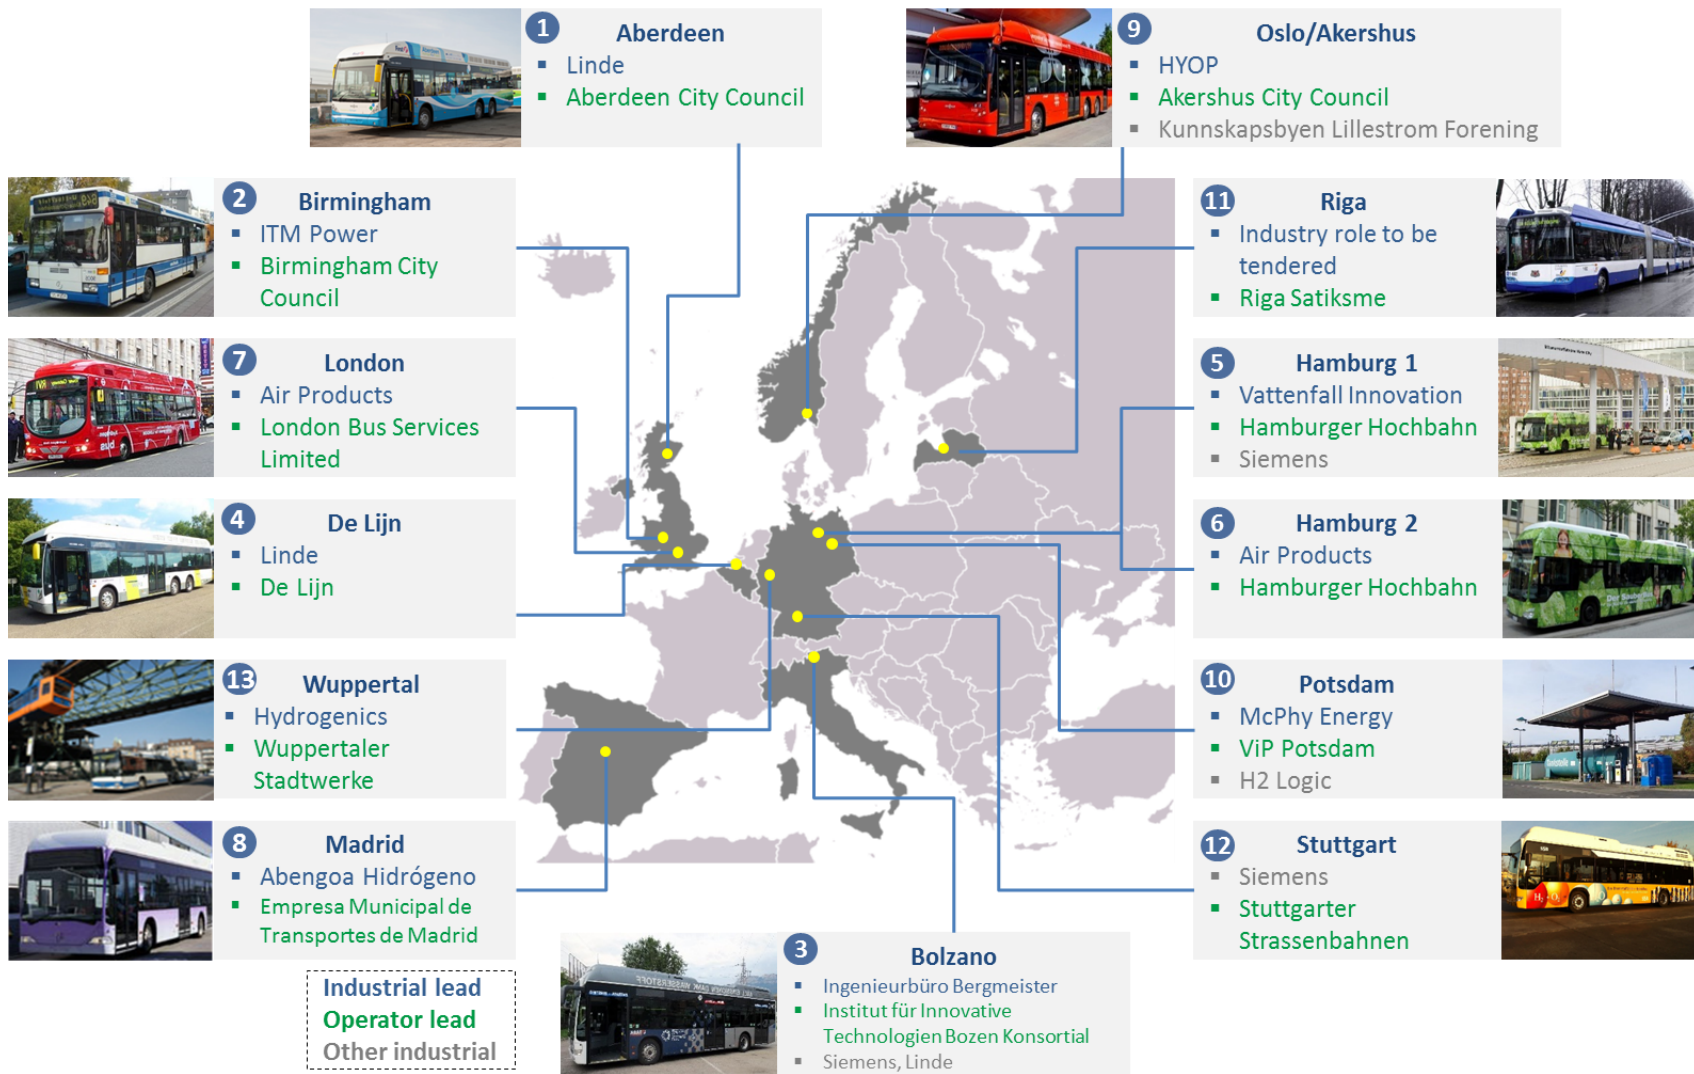 1 Aberdeen
Linde
Aberdeen City Council
9 Oslo/Akershus
HYOP
Akershus City Council
Kunnskapsbyen Lillestrom Forening
2 Birmingham
ITM Power
Birmingham City
Council
11 Riga
Industry role to be
tendered
Riga Satiksme
7 London
Air Products
London Bus Services
Limited
5 Hamburg 1
Vattenfall Innovation
Hamburger Hochbahn
Siemens
4 De Lijn
Linde
De Lijn
6 Hamburg 2
Air Products
Hamburger Hochbahn
13 Wuppertal
Hydrogenics
Wuppertaler
Stadtwerke
10 Potsdam
McPhy Energy
ViP Potsdam
H2 Logic
8 Madrid
Abengoa Hidrógeno
Empresa Municipal de
Transportes de Madrid
12 Stuttgart
Siemens
Stuttgarter
Strassenbahnen
3 Bolzano
Ingenieurbüro Bergmeister
Institut für Innovative
Technologien Bozen Konsortial
Siemens, Linde
Industrial lead
Operator lead
Other industrial